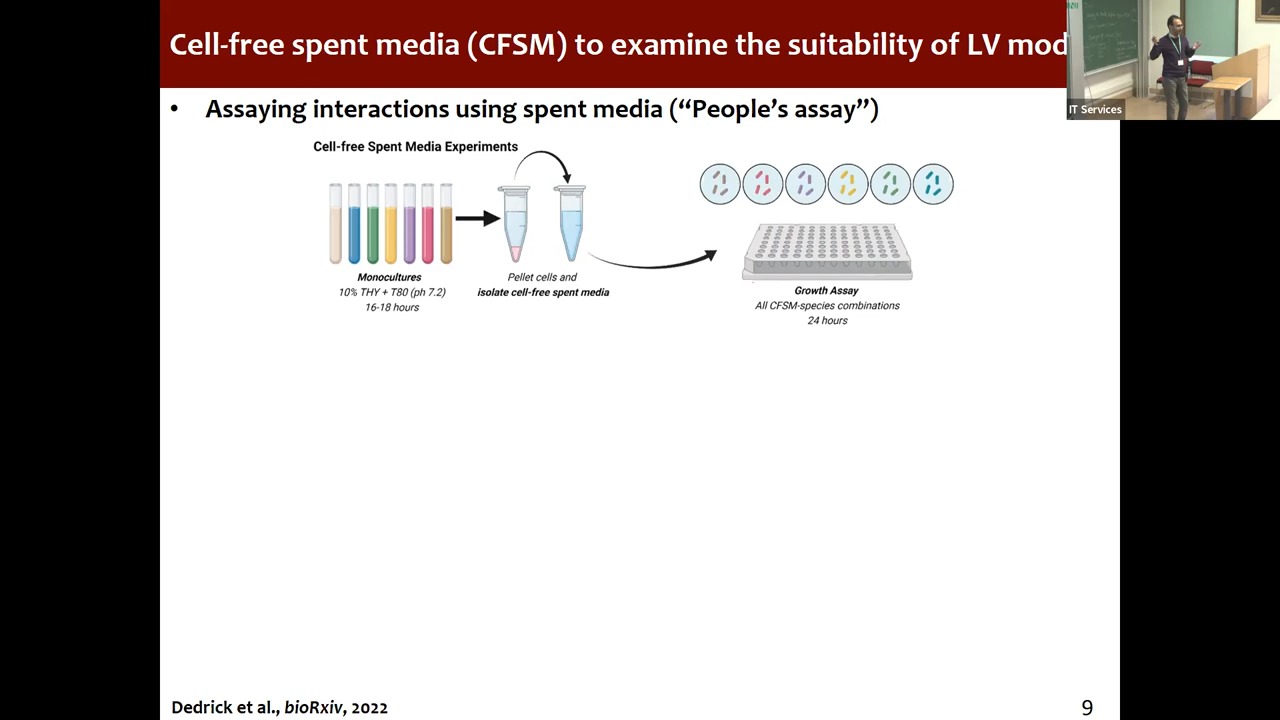 Cell-free spent media (CFSM) to examine the suitability of LV mod
IT Services
• Assaying interactions using spent media (“People’s assay”)
Cell-free Spent Media Experiments
Monocultures
10% THY + T80 (ph 7.2)
16-18 hours
Pellet cells and
isolate cell-free spent media
Growth Assay
All CFSM-species combinations
24 hours
Dedrick et al., bioRxiv, 2022
9